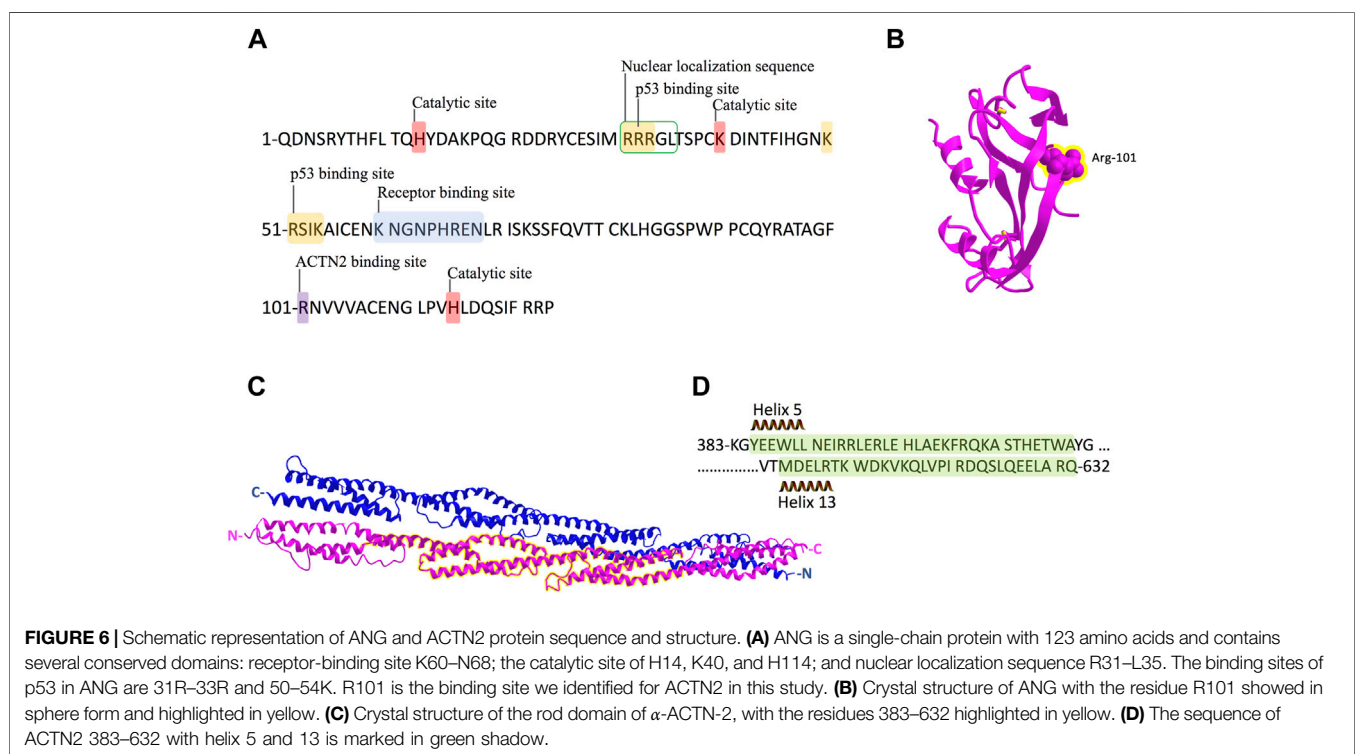 A
Nuclear localization sequence
p53 binding site
Catalytic site
Catalytic site
1-QDNSRYTHFL TQHYDAKPQG RDDRYCESIM RRRGLTSPCK DINTFIHGNK
p53 binding site
Receptor binding site
51-RSIKAICENK NGNPHRENLR ISKSSFQVTT CKLHGGSPWP PCQYRATAGF
ACTN2 binding site
Catalytic site
101-RNVVVACENG LPVHLDQSIF RRP
B
Arg-101
C
C-
N-
-C
-N
D
Helix 5
383-KGYEEWLL NEIRRLERLE HLAEKFRQKA STHETWAYG ...
...............VTMDELRTK WDKVKQLVPI RDQSLQEELA RQ-632
Helix 13
FIGURE 6 | Schematic representation of ANG and ACTN2 protein sequence and structure. (A) ANG is a single-chain protein with 123 amino acids and contains
several conserved domains: receptor-binding site K60–N68; the catalytic site of H14, K40, and H114; and nuclear localization sequence R31–L35. The binding sites of
p53 in ANG are 31R–33R and 50–54K. R101 is the binding site we identified for ACTN2 in this study. (B) Crystal structure of ANG with the residue R101 showed in
sphere form and highlighted in yellow. (C) Crystal structure of the rod domain of α-ACTN-2, with the residues 383–632 highlighted in yellow. (D) The sequence of
ACTN2 383–632 with helix 5 and 13 is marked in green shadow.